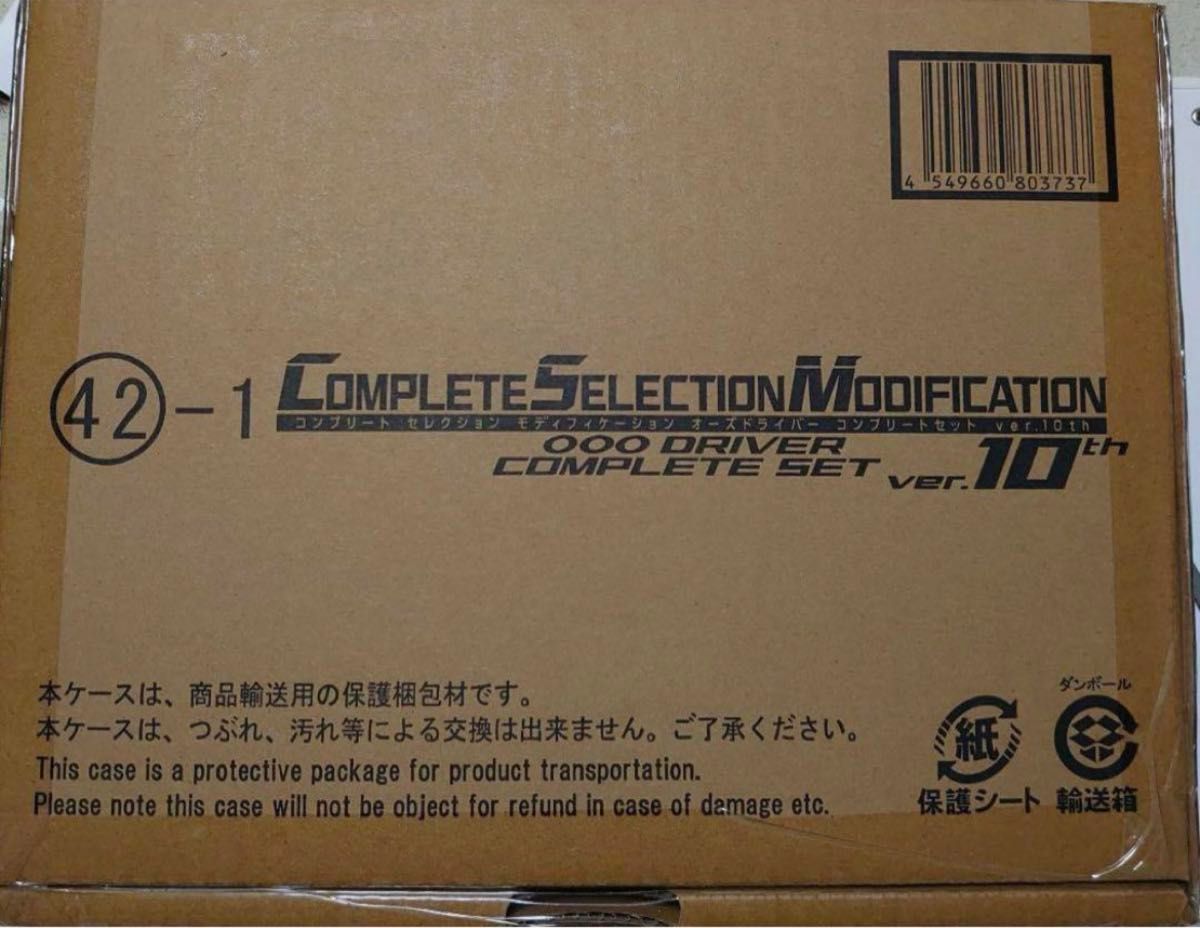 4 549660 803737
㊷-1 COMPLETE SELECTION MODIFICATION
コンプリート セレクション モディフィケーション オーズドライバー コンプリートセット ver.10th
OOO DRIVER
COMPLETE SET ver.10th
本ケースは、商品輸送用の保護梱包材です。
本ケースは、つぶれ、汚れ等による交換は出来ません。ご了承ください。
This case is a protective package for product transportation.
Please note this case will not be object for refund in case of damage etc.
ダンボール
紙
保護シート 輸送箱